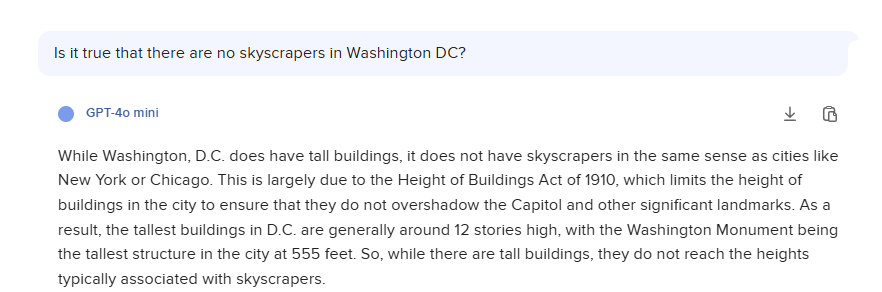 Is it true that there are no skyscrapers in Washington DC?
GPT-4o mini
While Washington, D.C. does have tall buildings, it does not have skyscrapers in the same sense as cities like
New York or Chicago. This is largely due to the Height of Buildings Act of 1910, which limits the height of
buildings in the city to ensure that they do not overshadow the Capitol and other significant landmarks. As a
result, the tallest buildings in D.C. are generally around 12 stories high, with the Washington Monument being
the tallest structure in the city at 555 feet. So, while there are tall buildings, they do not reach the heights
typically associated with skyscrapers.